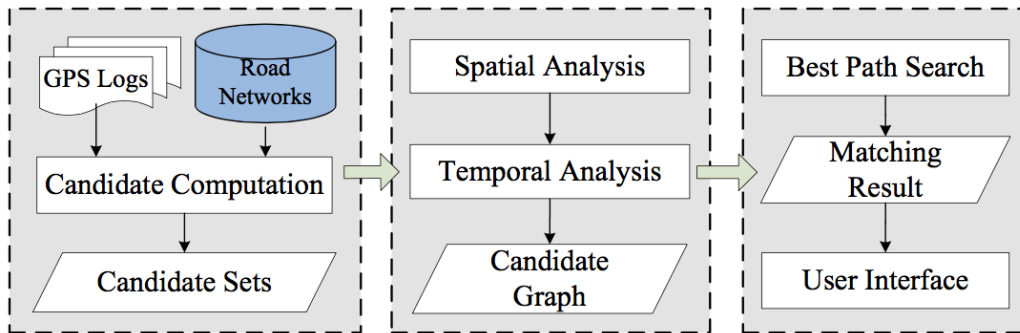 GPS Logs
Road
Networks
Candidate Computation
Candidate Sets
Spatial Analysis
Temporal Analysis
Candidate
Graph
Best Path Search
Matching
Result
User Interface